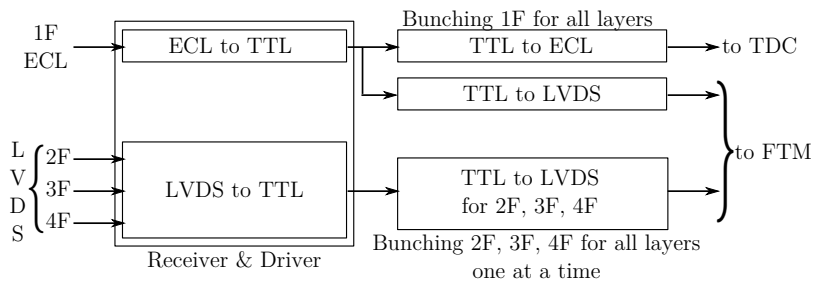 Bunching 1F for all layers
1F
ECL
ECL to TTL
TTL to ECL
to TDC
TTL to LVDS
L
V
D
S
2F
3F
4F
LVDS to TTL
TTL to LVDS
for 2F, 3F, 4F
to FTM
Receiver & Driver
Bunching 2F, 3F, 4F for all layers
one at a time